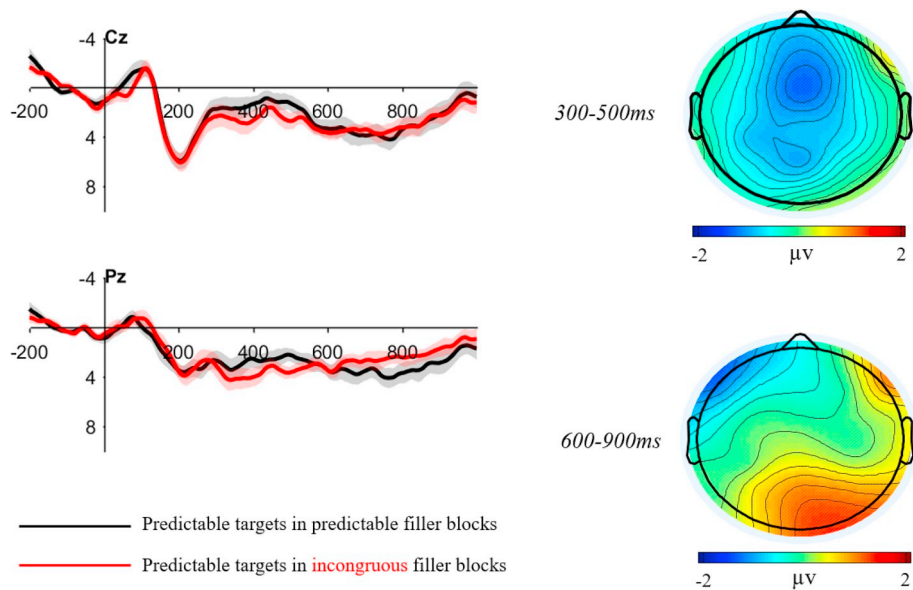 -4
Cz
-200
200
400
600
800
4
8
300-500ms
-2
µv
2
-4
Pz
-200
200
400
600
800
4
8
600-900ms
-2
µv
2
Predictable targets in predictable filler blocks
Predictable targets in incongruous filler blocks